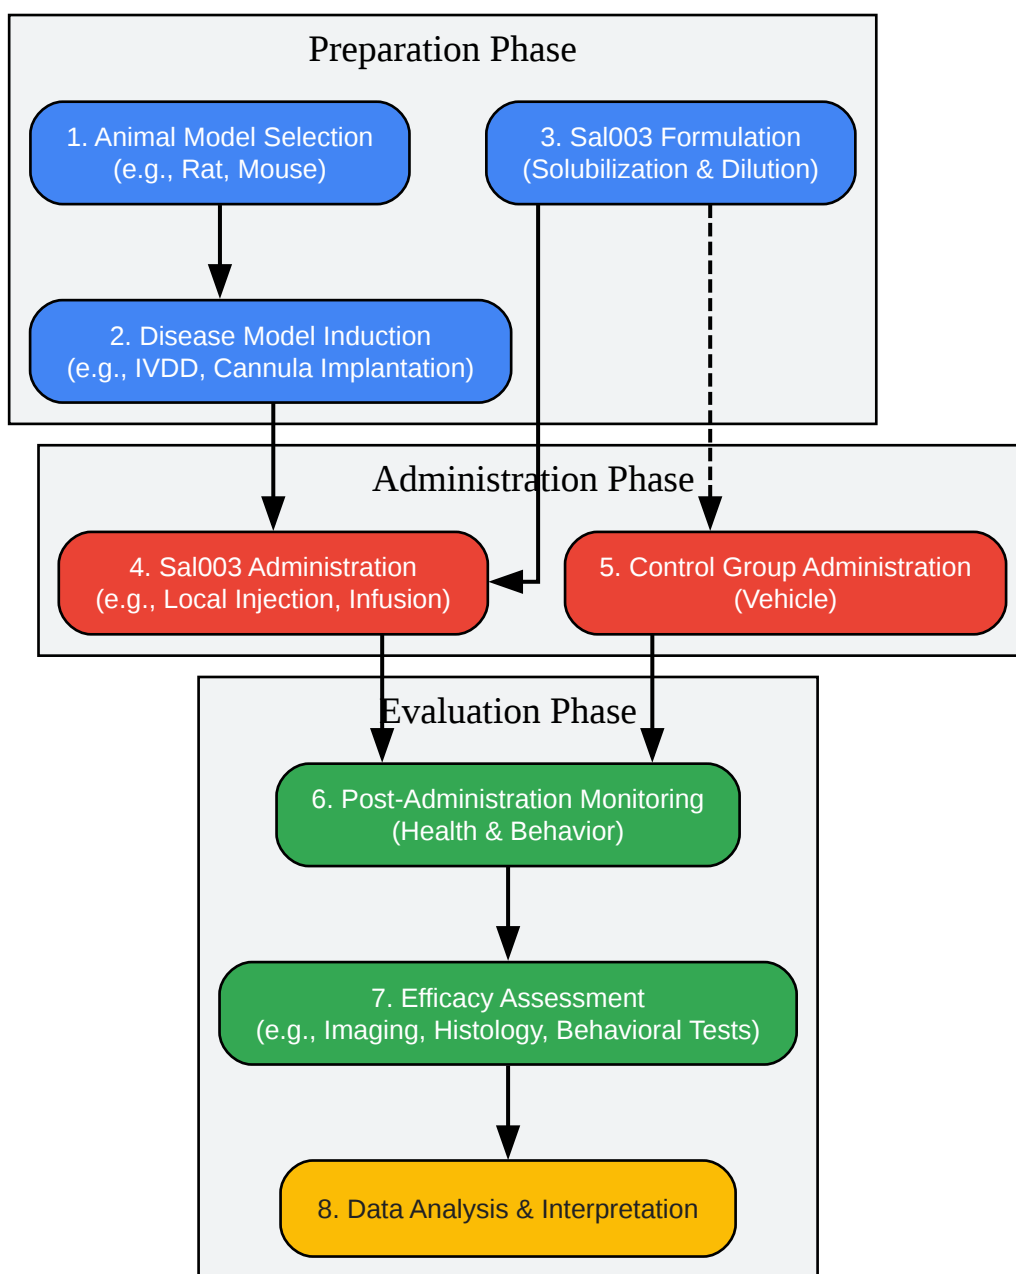 Preparation Phase
1. Animal Model Selection
(e.g., Rat, Mouse)
3. Sal003 Formulation
(Solubilization & Dilution)
2. Disease Model Induction
(e.g., IVDD, Cannula Implantation)
Administration Phase
4. Sal003 Administration
(e.g., Local Injection, Infusion)
5. Control Group Administration
(Vehicle)
Evaluation Phase
6. Post-Administration Monitoring
(Health & Behavior)
7. Efficacy Assessment
(e.g., Imaging, Histology, Behavioral Tests)
8. Data Analysis & Interpretation